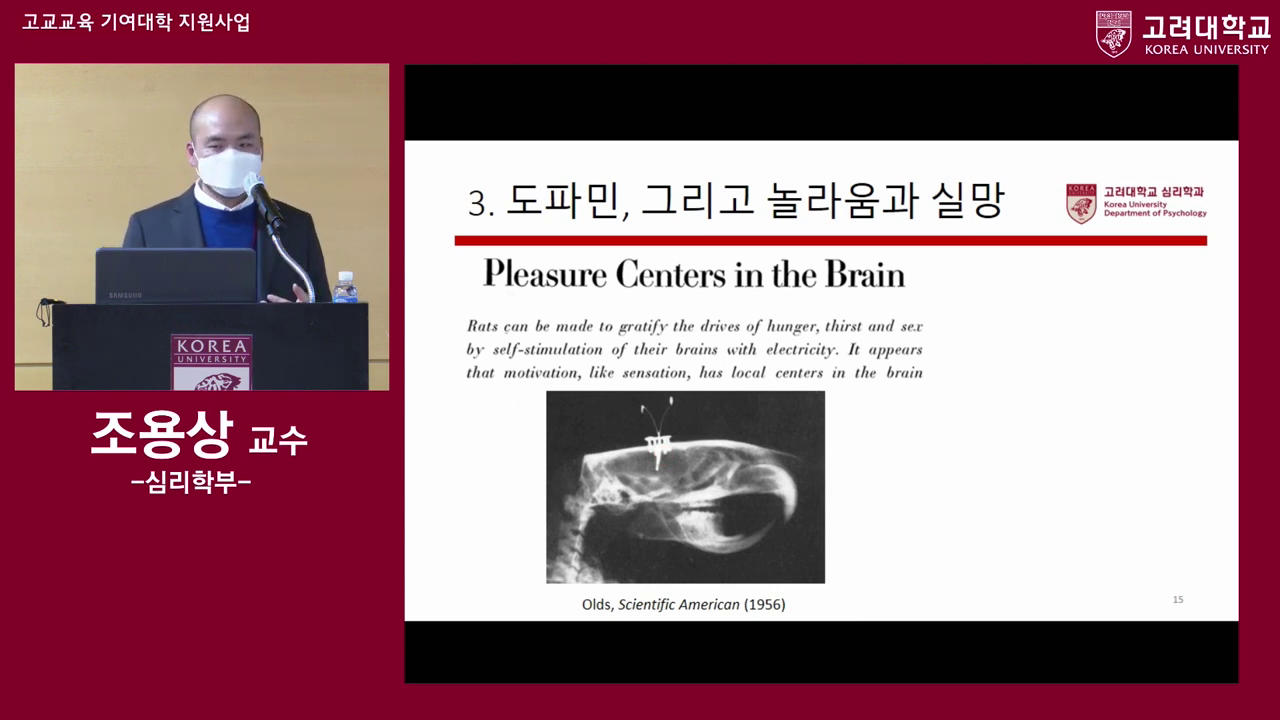 고교교육 기여대학 지원사업
고려대학교
KOREA UNIVERSITY
SAMSUNG
KOREA
UNIVERSITY
조용상 교수
-심리학부-
3. 도파민, 그리고 놀라움과 실망
KOREA
고려대학교 심리학과
Korea University
Department of Psychology
Pleasure Centers in the Brain
Rats can be made to gratify the drives of hunger, thirst and sex
by self-stimulation of their brains with electricity. It appears
that motivation, like sensation, has local centers in the brain
Olds, Scientific American (1956)
15